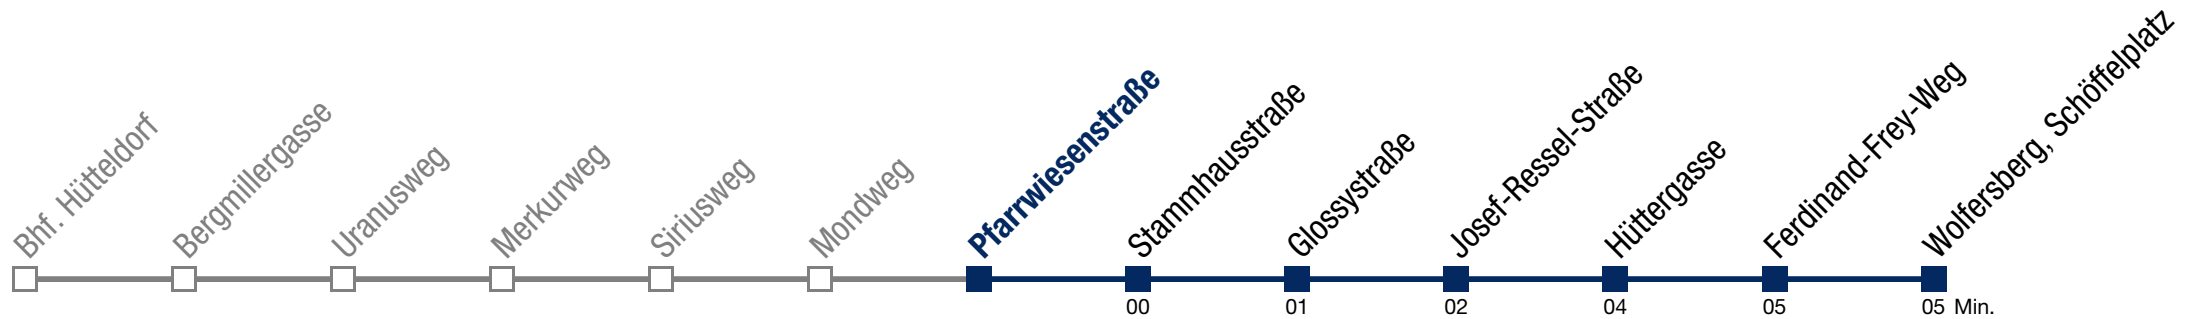 Bhf. Hütteldorf
Bergmillergasse
Uranusweg
Merkurweg
Siriusweg
Mondweg
Pfarrwiesenstraße
Stammhausstraße
Glossystraße
Josef-Ressel-Straße
Hüttergasse
Ferdinand-Frey-Weg
Wolfersberg, Schöffelplatz
00 01 02 04 05 05 Min.